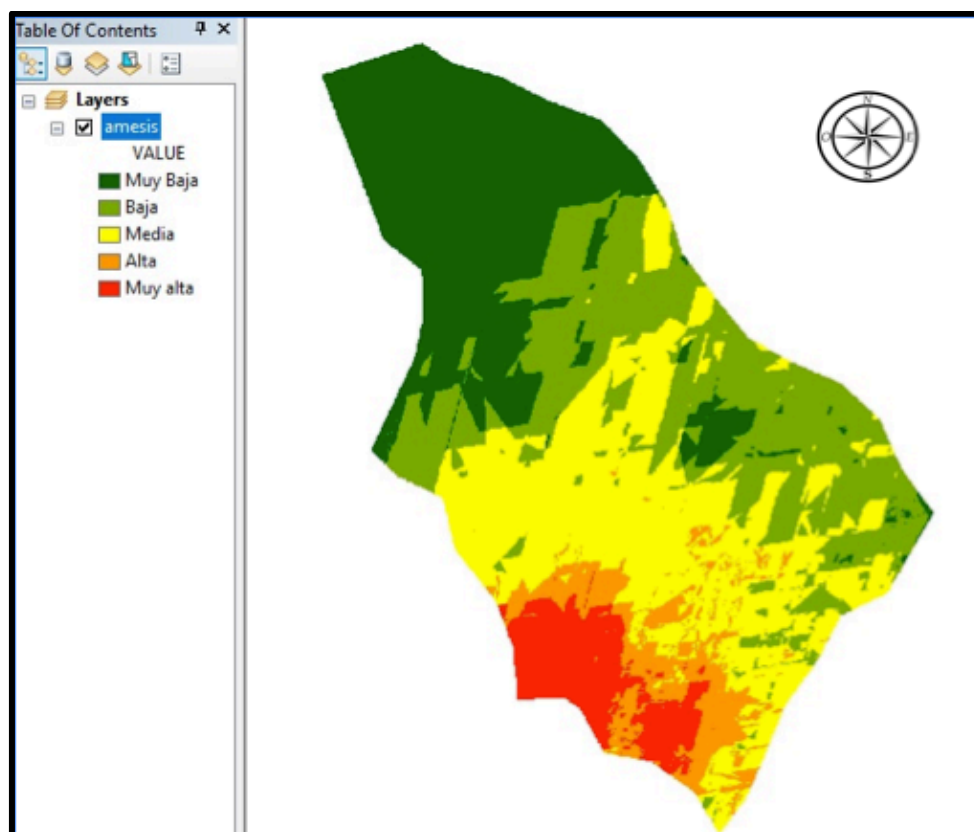 Table Of Contents
Layers
amesis
VALUE
Muy Baja
Baja
Media
Alta
Muy alta
N
O
E
S